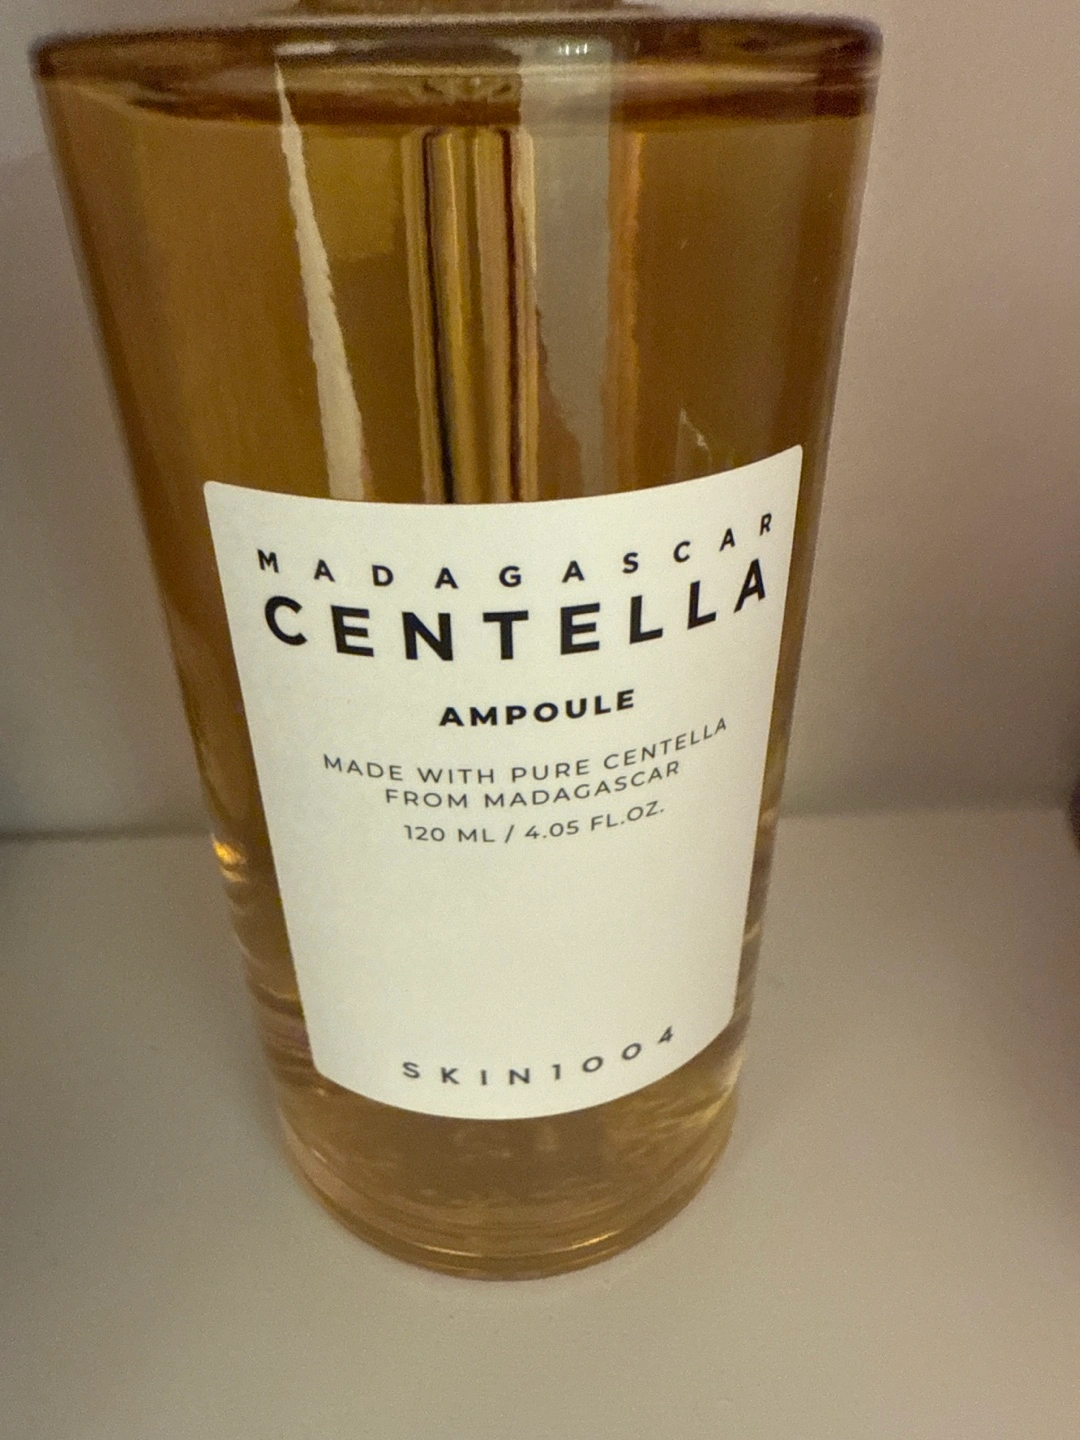 MADAGASCAR
CENTELLA
AMPOULE
MADE WITH PURE CENTELLA
FROM MADAGASCAR
120 ML / 4.05 FL.OZ.
SKIN1004